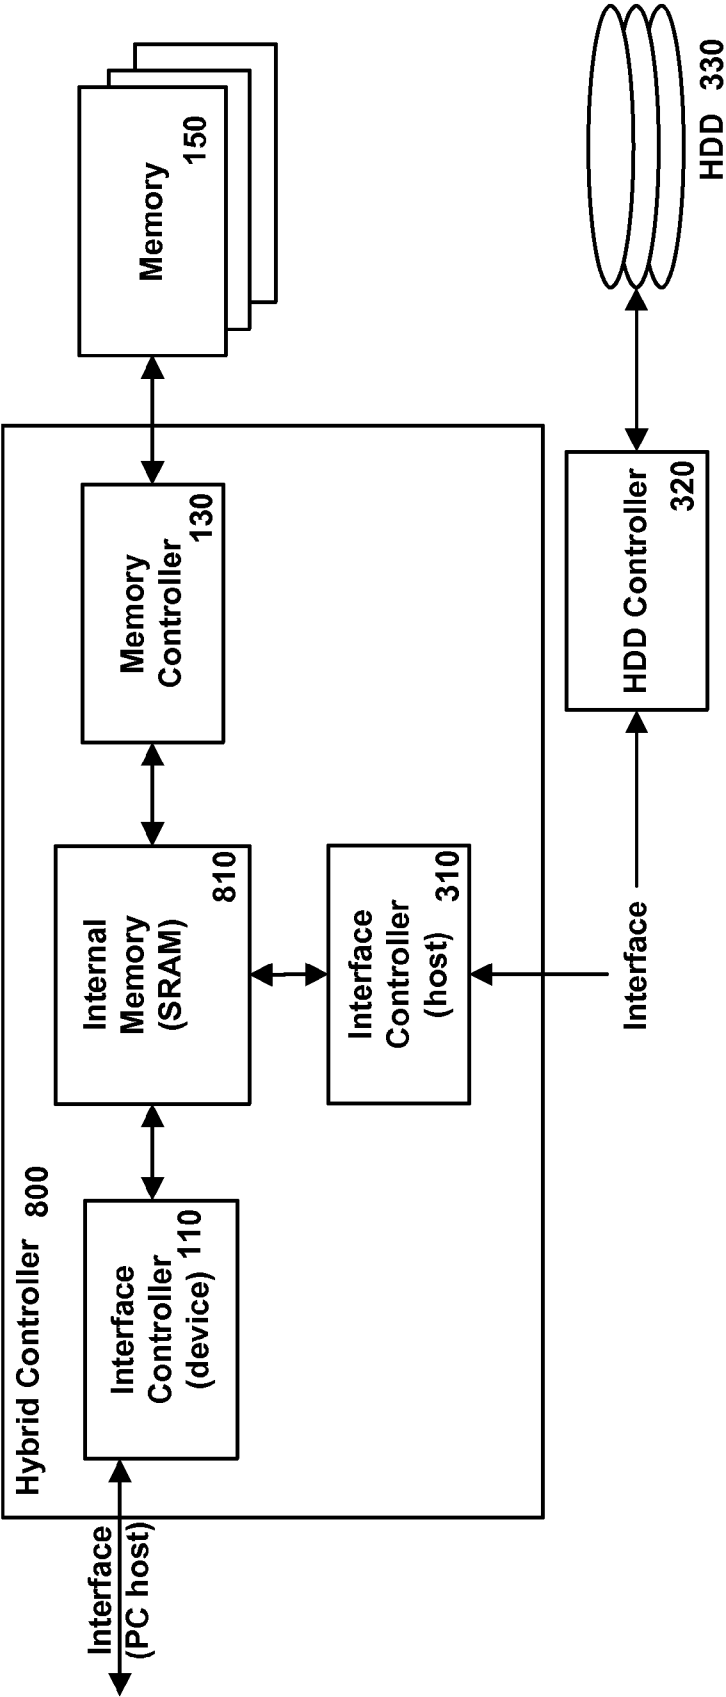 Hybrid Controller 800
Interface
(PC host)
Interface
Controller
(device) 110
Internal
Memory
(SRAM)
810
Memory
Controller
130
Memory
150
Interface
Controller
(host)
310
Interface
HDD Controller
320
HDD 330